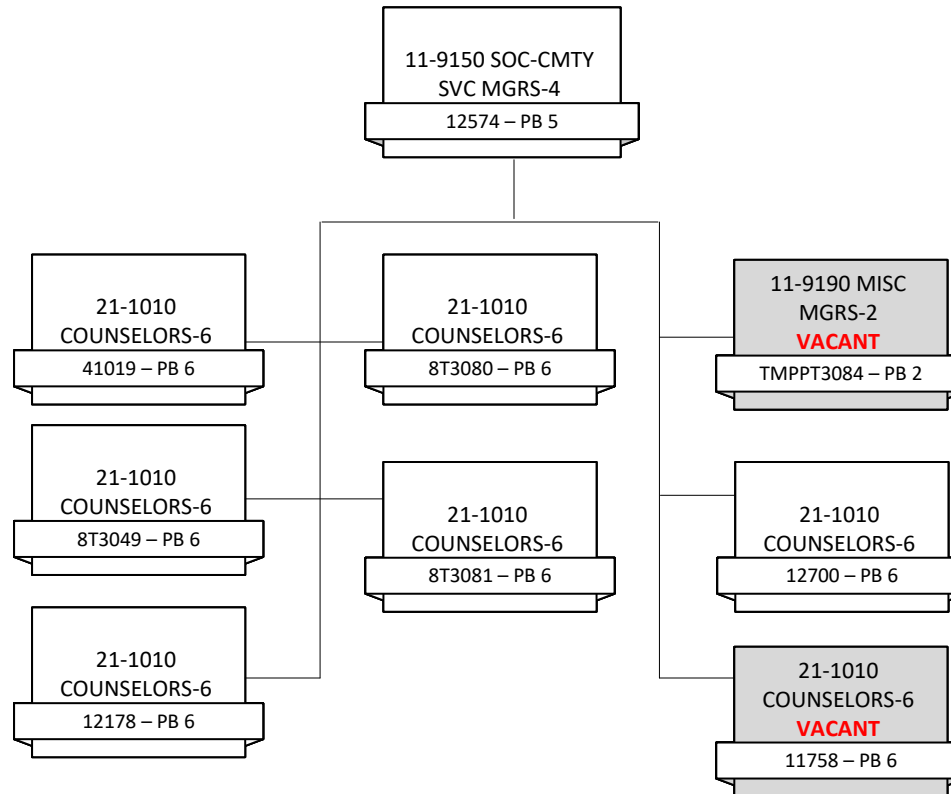 11-9150 SOC-CMTY
SVC MGRS-4
12574 – PB 5
21-1010
COUNSELORS-6
41019 – PB 6
21-1010
COUNSELORS-6
8T3080 – PB 6
11-9190 MISC
MGRS-2
VACANT
TMPPT3084 – PB 2
21-1010
COUNSELORS-6
8T3049 – PB 6
21-1010
COUNSELORS-6
8T3081 – PB 6
21-1010
COUNSELORS-6
12700 – PB 6
21-1010
COUNSELORS-6
12178 – PB 6
21-1010
COUNSELORS-6
VACANT
11758 – PB 6